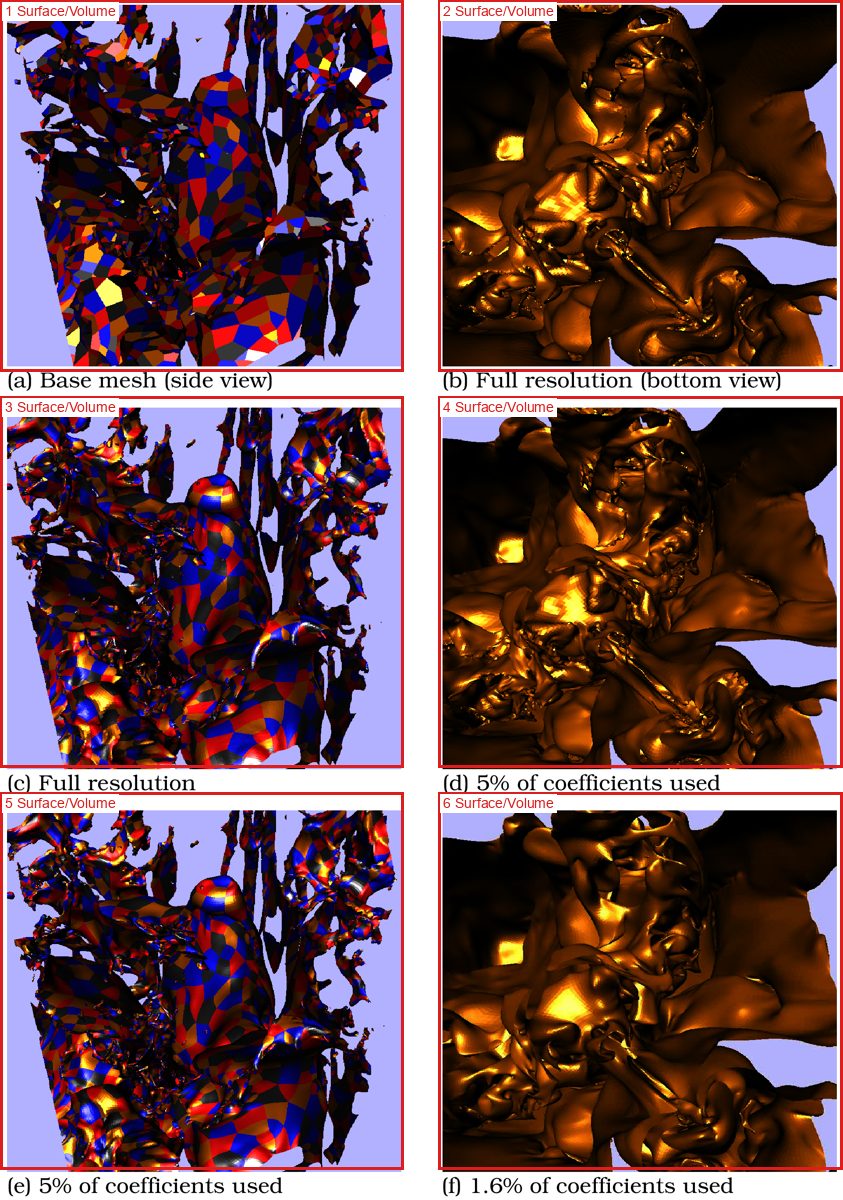 1 Surface/Volume
2 Surface/Volume
(a) Base mesh (side view)
(b) Full resolution (bottom view)
3 Surface/Volume
4 Surface/Volume
(c) Full resolution
(d) 5% of coefficients used
5 Surface/Volume
6 Surface/Volume
(e) 5% of coefficients used
(f) 1.6% of coefficients used